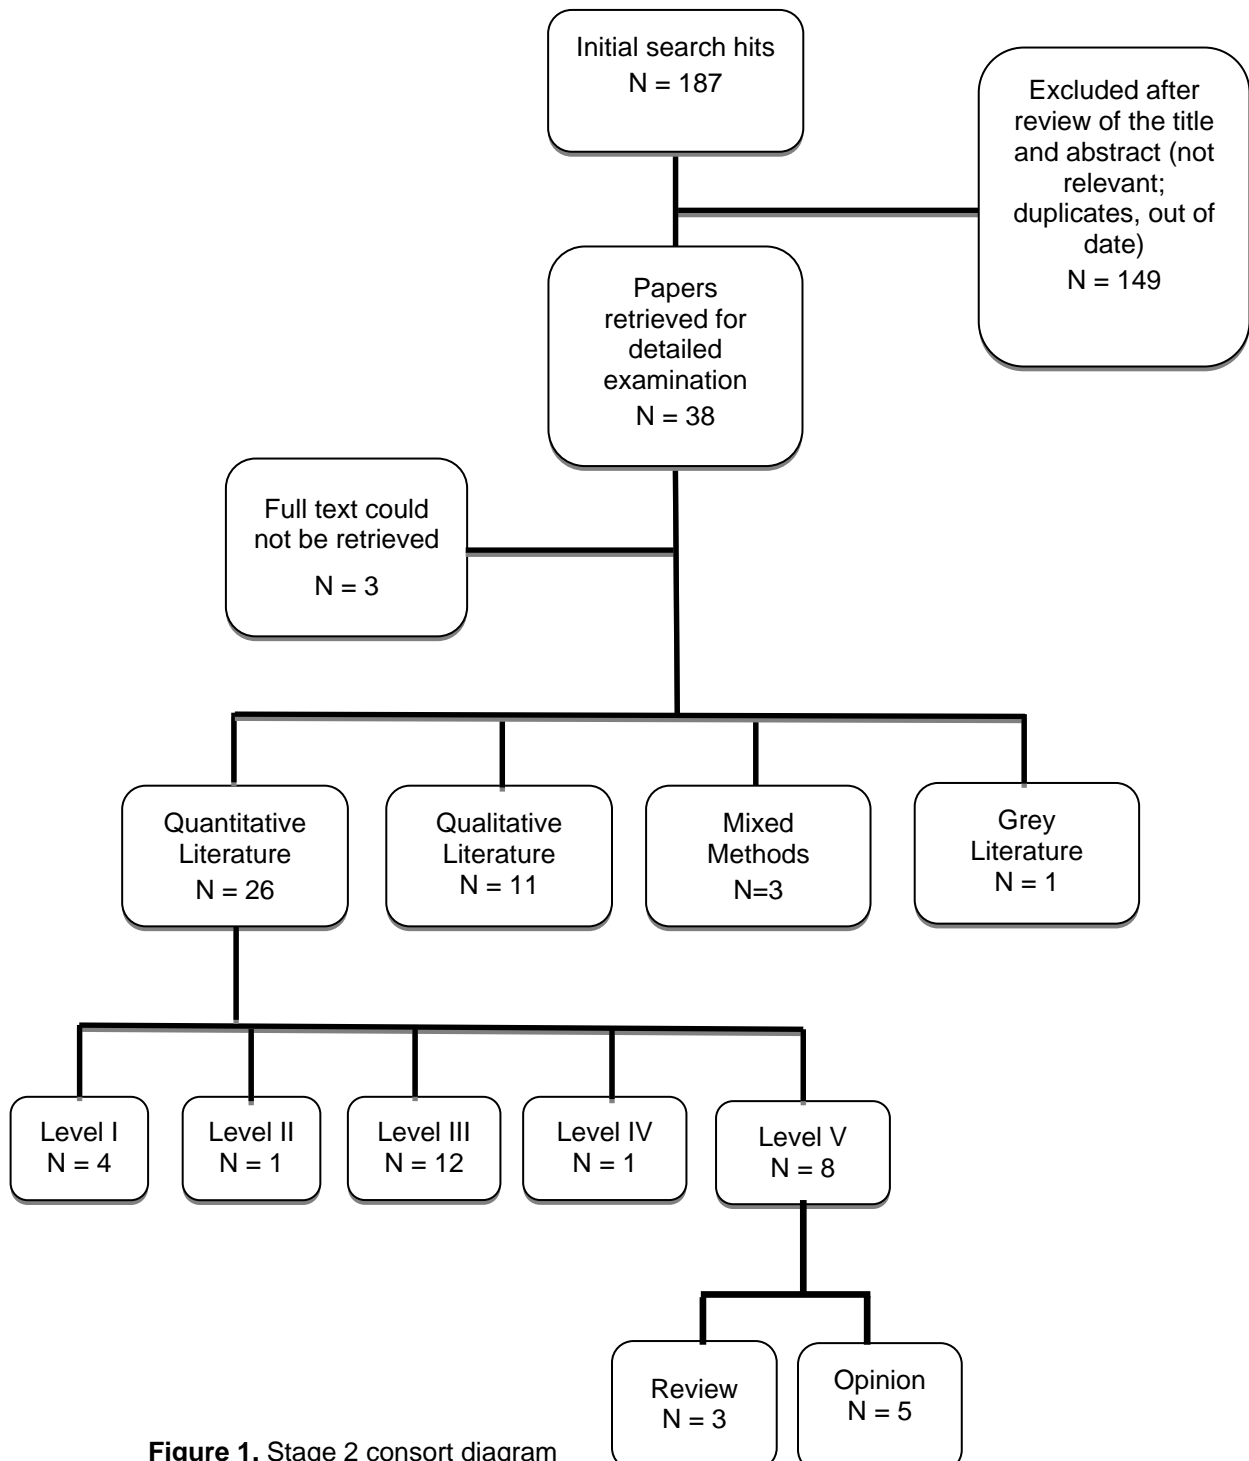 Initial search hits
N = 187
Excluded after
review of the title
and abstract (not
relevant;
duplicates, out of
date)
N = 149
Papers
retrieved for
detailed
examination
N = 38
Full text could
not be retrieved
N = 3
Quantitative
Literature
N = 26
Qualitative
Literature
N = 11
Mixed
Methods
N=3
Grey
Literature
N = 1
Level I
N = 4
Level II
N = 1
Level III
N = 12
Level IV
N = 1
Level V
N = 8
Review
N = 3
Opinion
N = 5
Figure 1. Stage 2 consort diagram